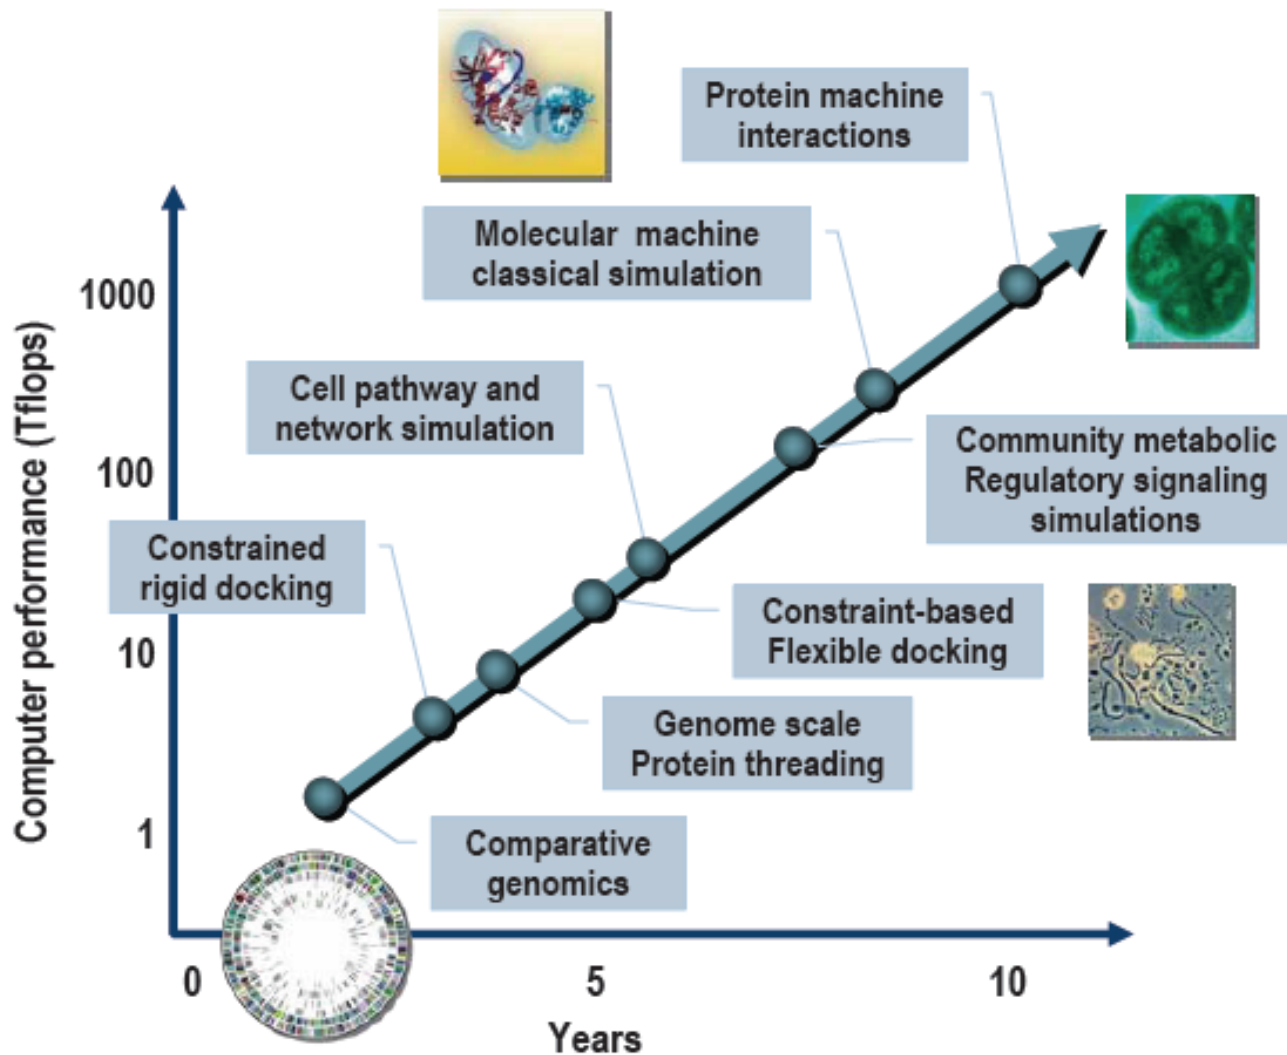 Protein machine
interactions
Molecular machine
classical simulation
1000
Cell pathway and
network simulation
Community metabolic
Regulatory signaling
simulations
100
Constrained
rigid docking
Constraint-based
Flexible docking
10
Genome scale
Protein threading
1
Comparative
genomics
Computer performance (Tflops)
0
5
10
Years